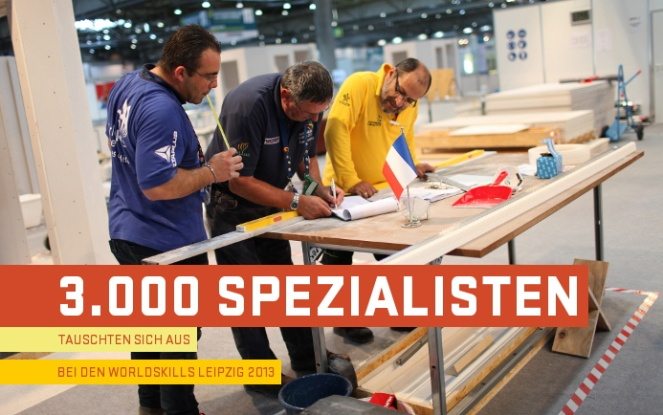 3.000 SPEZIALISTEN
TAUSCHTEN SICH AUS
BEI DEN WORLDSKILLS LEIPZIG 2013